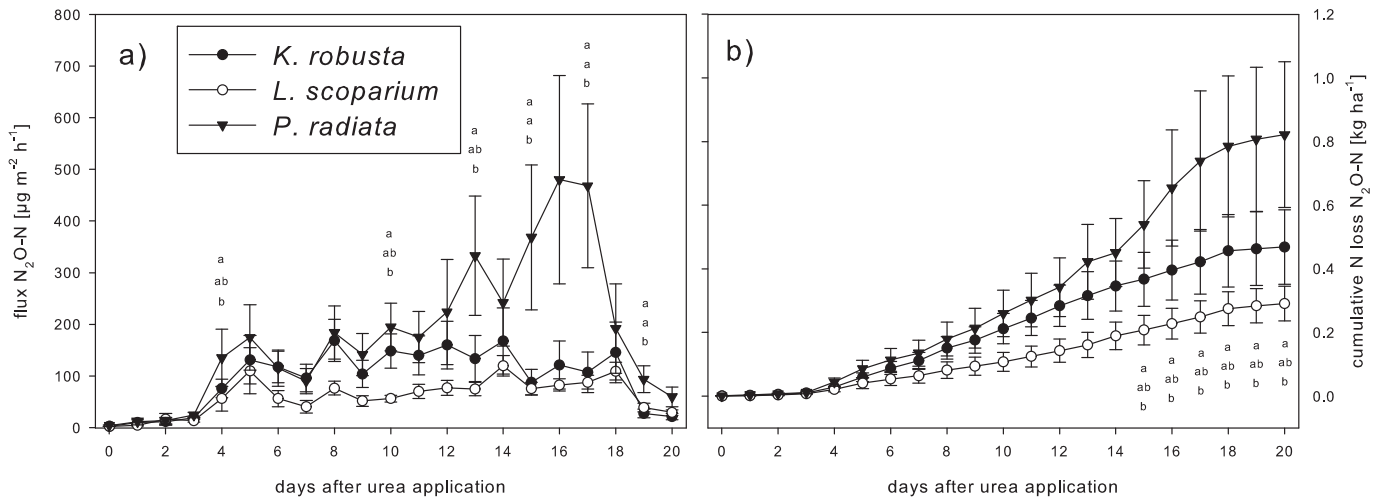 a)
K. robusta
L. scoparium
P. radiata
800
700
600
500
400
300
200
100
0
flux N₂O–N [µg m⁻² h⁻¹]
a
ab
b
a
ab
b
a
ab
b
a
a
b
a
a
b
a
a
b
0 2 4 6 8 10 12 14 16 18 20
days after urea application
b)
1.2
1.0
0.8
0.6
0.4
0.2
0.0
cumulative N loss N₂O–N [kg ha⁻¹]
a
ab
b
a
ab
b
a
ab
b
a
ab
b
a
ab
b
a
ab
b
0 2 4 6 8 10 12 14 16 18 20
days after urea application